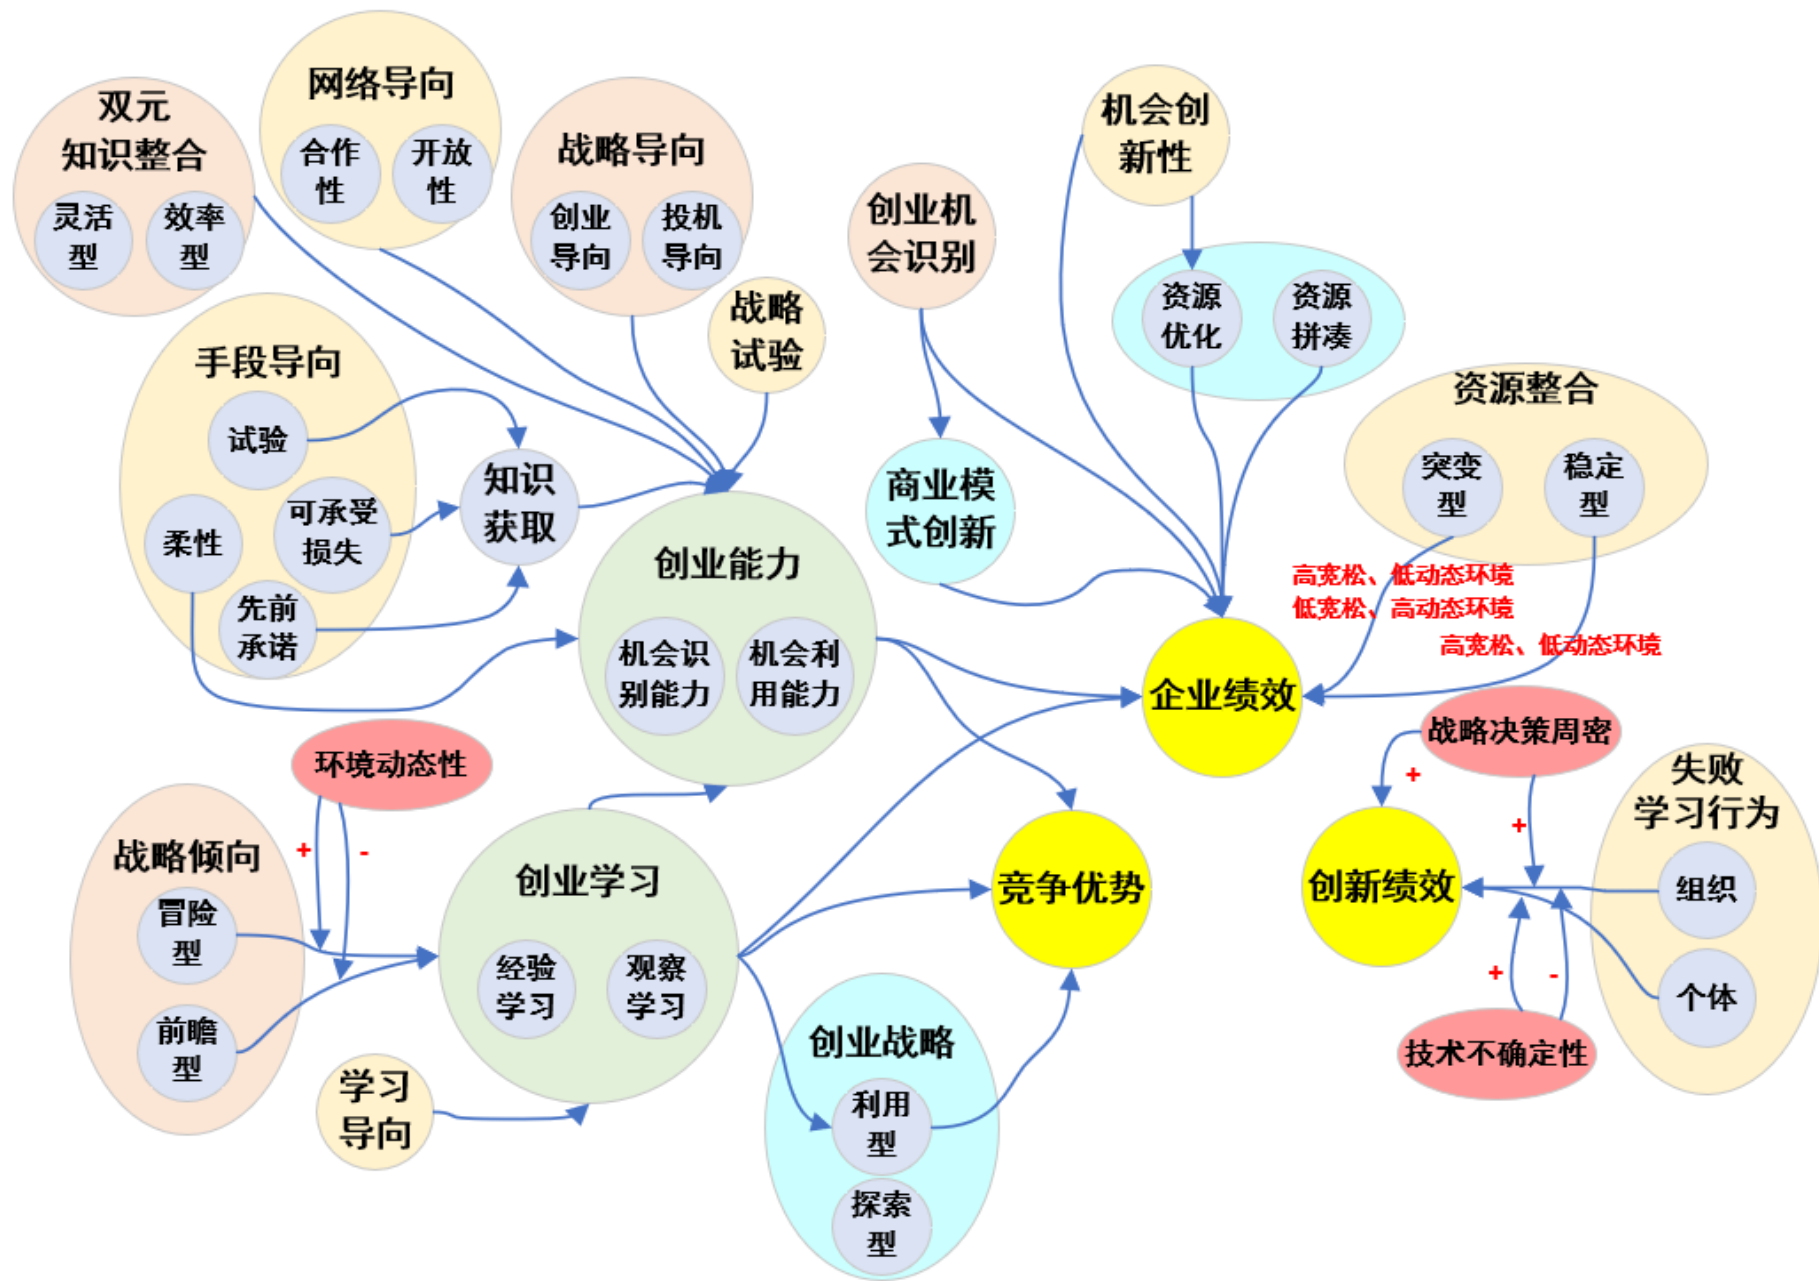 双元
知识整合
灵活
型
效率
型
网络导向
合作
性
开放
性
战略导向
创业
导向
投机
导向
战略
试验
手段导向
试验
柔性
可承受
损失
先前
承诺
知识
获取
创业能力
机会识
别能力
机会利
用能力
创业机
会识别
商业模
式创新
机会创
新性
资源
优化
资源
拼凑
资源整合
突变
型
稳定
型
高宽松、低动态环境
低宽松、高动态环境
高宽松、低动态环境
企业绩效
环境动态性
+
-
战略倾向
冒险
型
前瞻
型
学习
导向
创业学习
经验
学习
观察
学习
竞争优势
创业战略
利用
型
探索
型
战略决策周密
+
+
创新绩效
失败
学习行为
组织
个体
+
-
技术不确定性